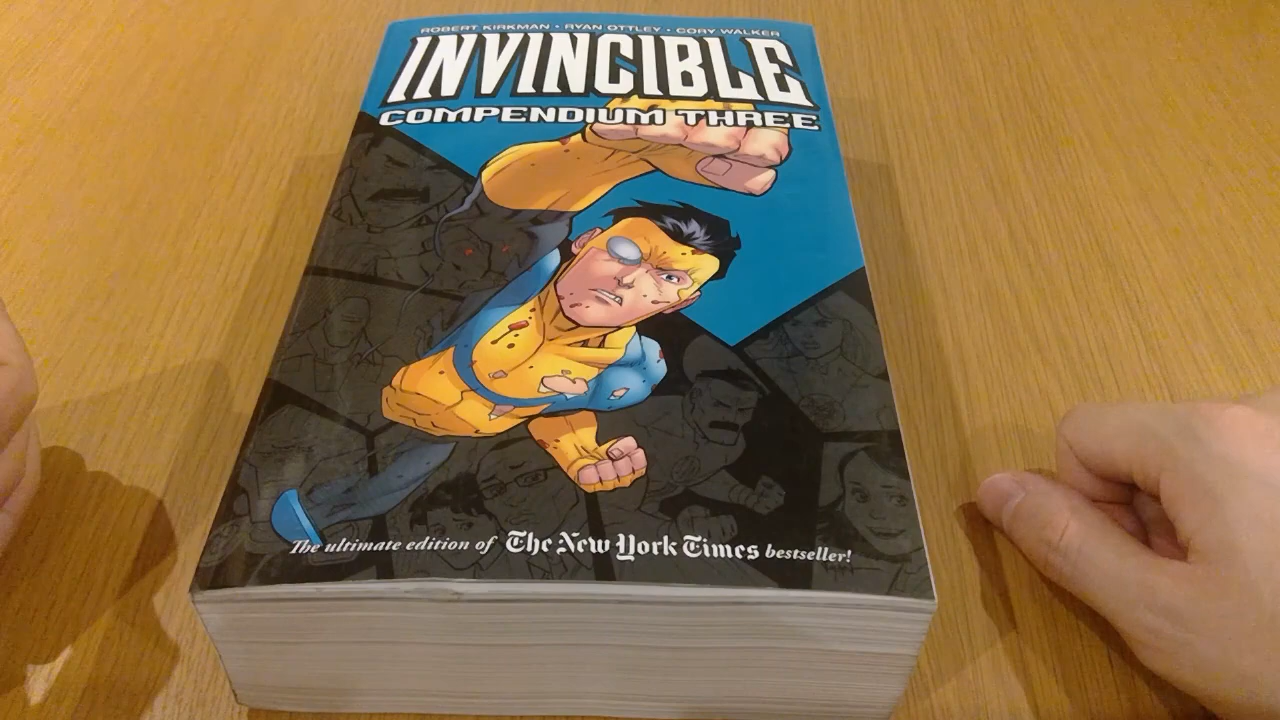 ROBERT KIRKMAN • RYAN OTTLEY • CORY WALKER
INVINCIBLE
COMPENDIUM THREE
The ultimate edition of The New York Times bestseller!